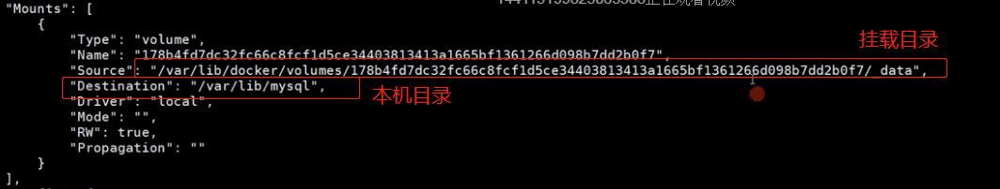 "Mounts": [
{
"Type": "volume",
"Name": "178b4fd7dc32fc66c8fcf1d5ce34403813413a1665bf1361266d098b7dd2b0f7",
挂载目录
"Source": "/var/lib/docker/volumes/178b4fd7dc32fc66c8fcf1d5ce34403813413a1665bf1361266d098b7dd2b0f7/_data",
"Destination": "/var/lib/mysql",
本机目录
"Driver": "local",
"Mode": "",
"RW": true,
"Propagation": ""
}
],